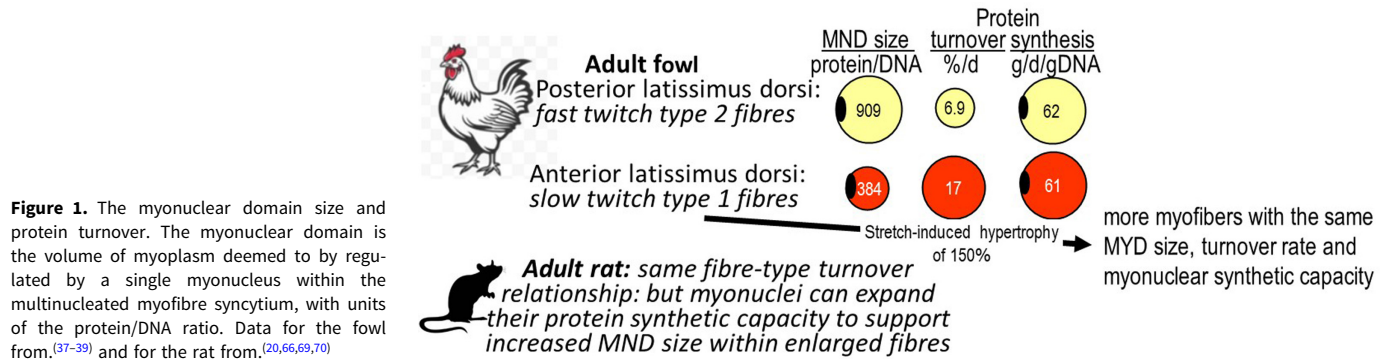 Figure 1. The myonuclear domain size and
protein turnover. The myonuclear domain is
the volume of myoplasm deemed to by regu-
lated by a single myonucleus within the
multinucleated myofibre syncytium, with units
of the protein/DNA ratio. Data for the fowl
from.(37–39) and for the rat from.(20,66,69,70)
Protein
MND size turnover synthesis
protein/DNA %/d g/d/gDNA
Adult fowl
Posterior latissimus dorsi:
fast twitch type 2 fibres
909 6.9 62
Anterior latissimus dorsi:
slow twitch type 1 fibres
384 17 61
Stretch-induced hypertrophy
of 150%
more myofibers with the same
MYD size, turnover rate and
myonuclear synthetic capacity
Adult rat: same fibre-type turnover
relationship: but myonuclei can expand
their protein synthetic capacity to support
increased MND size within enlarged fibres